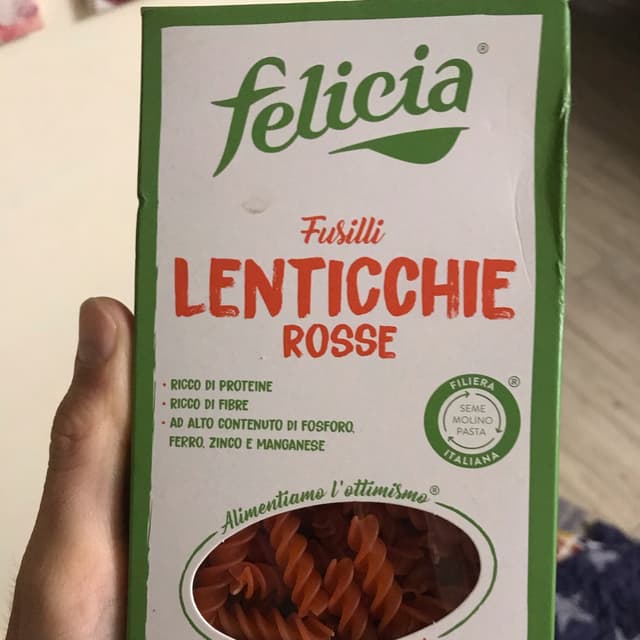 felicia®
Fusilli
LENTICCHIE
ROSSE
• RICCO DI PROTEINE
• RICCO DI FIBRE
• AD ALTO CONTENUTO DI FOSFORO,
FERRO, ZINCO E MANGANESE
FILIERA ®
SEME
MOLINO
PASTA
ITALIANA
Alimentiamo l'ottimismo®